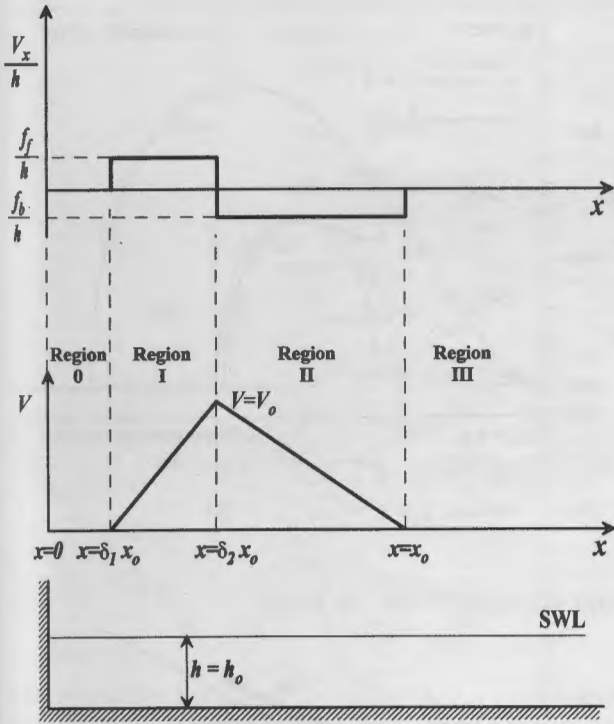 V_x
h
f_f
h
f_b
h
x
Region Region Region Region
0 I II III
V
V=V_o
x=0 x=δ_1 x_o x=δ_2 x_o x=x_o x
SWL
h = h_o